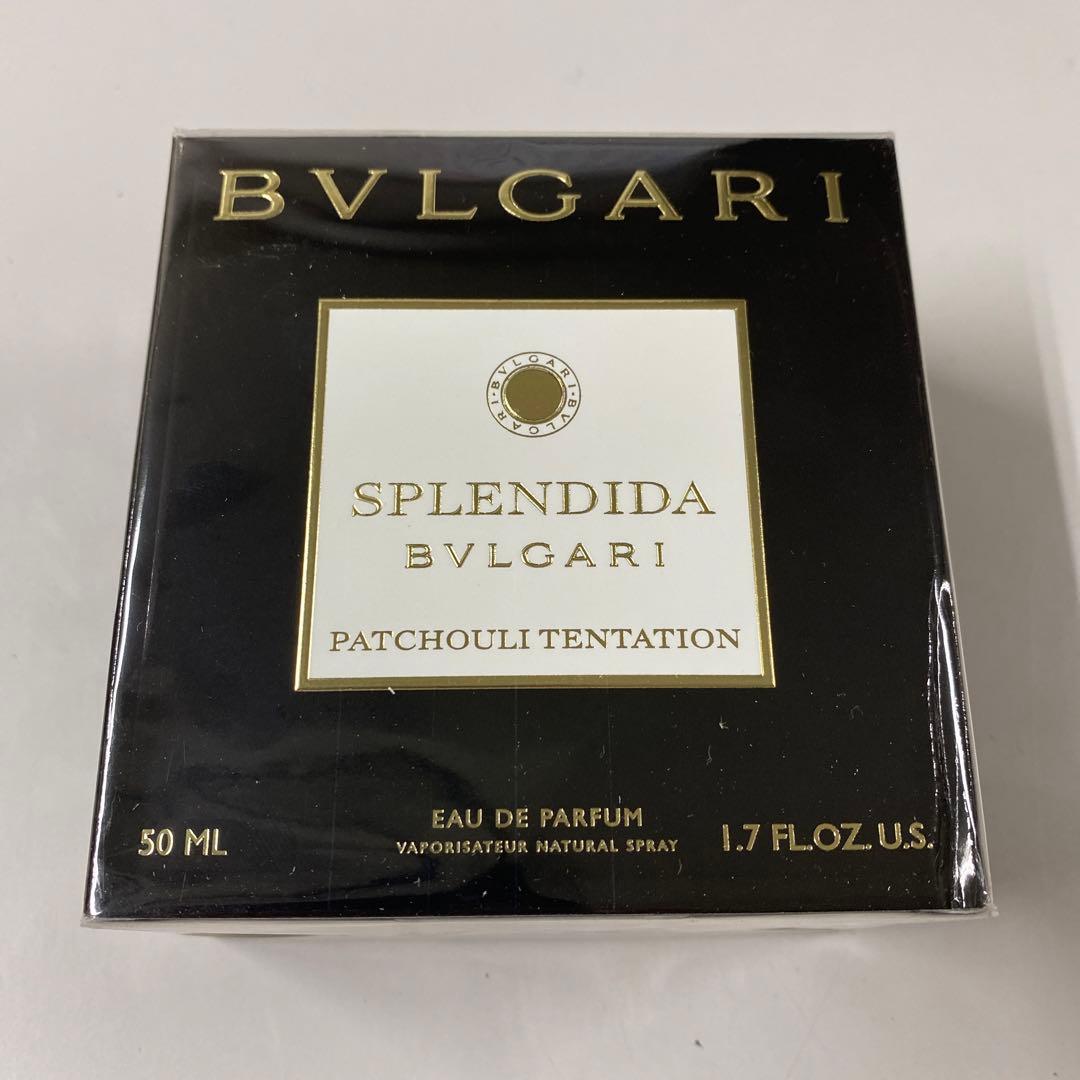 BVLGARI
BVLGARI · BVLGARI ·
SPLENDIDA
BVLGARI
PATCHOULI TENTATION
EAU DE PARFUM
VAPORISATEUR NATURAL SPRAY
50 ML
1.7 FL.OZ. U.S.